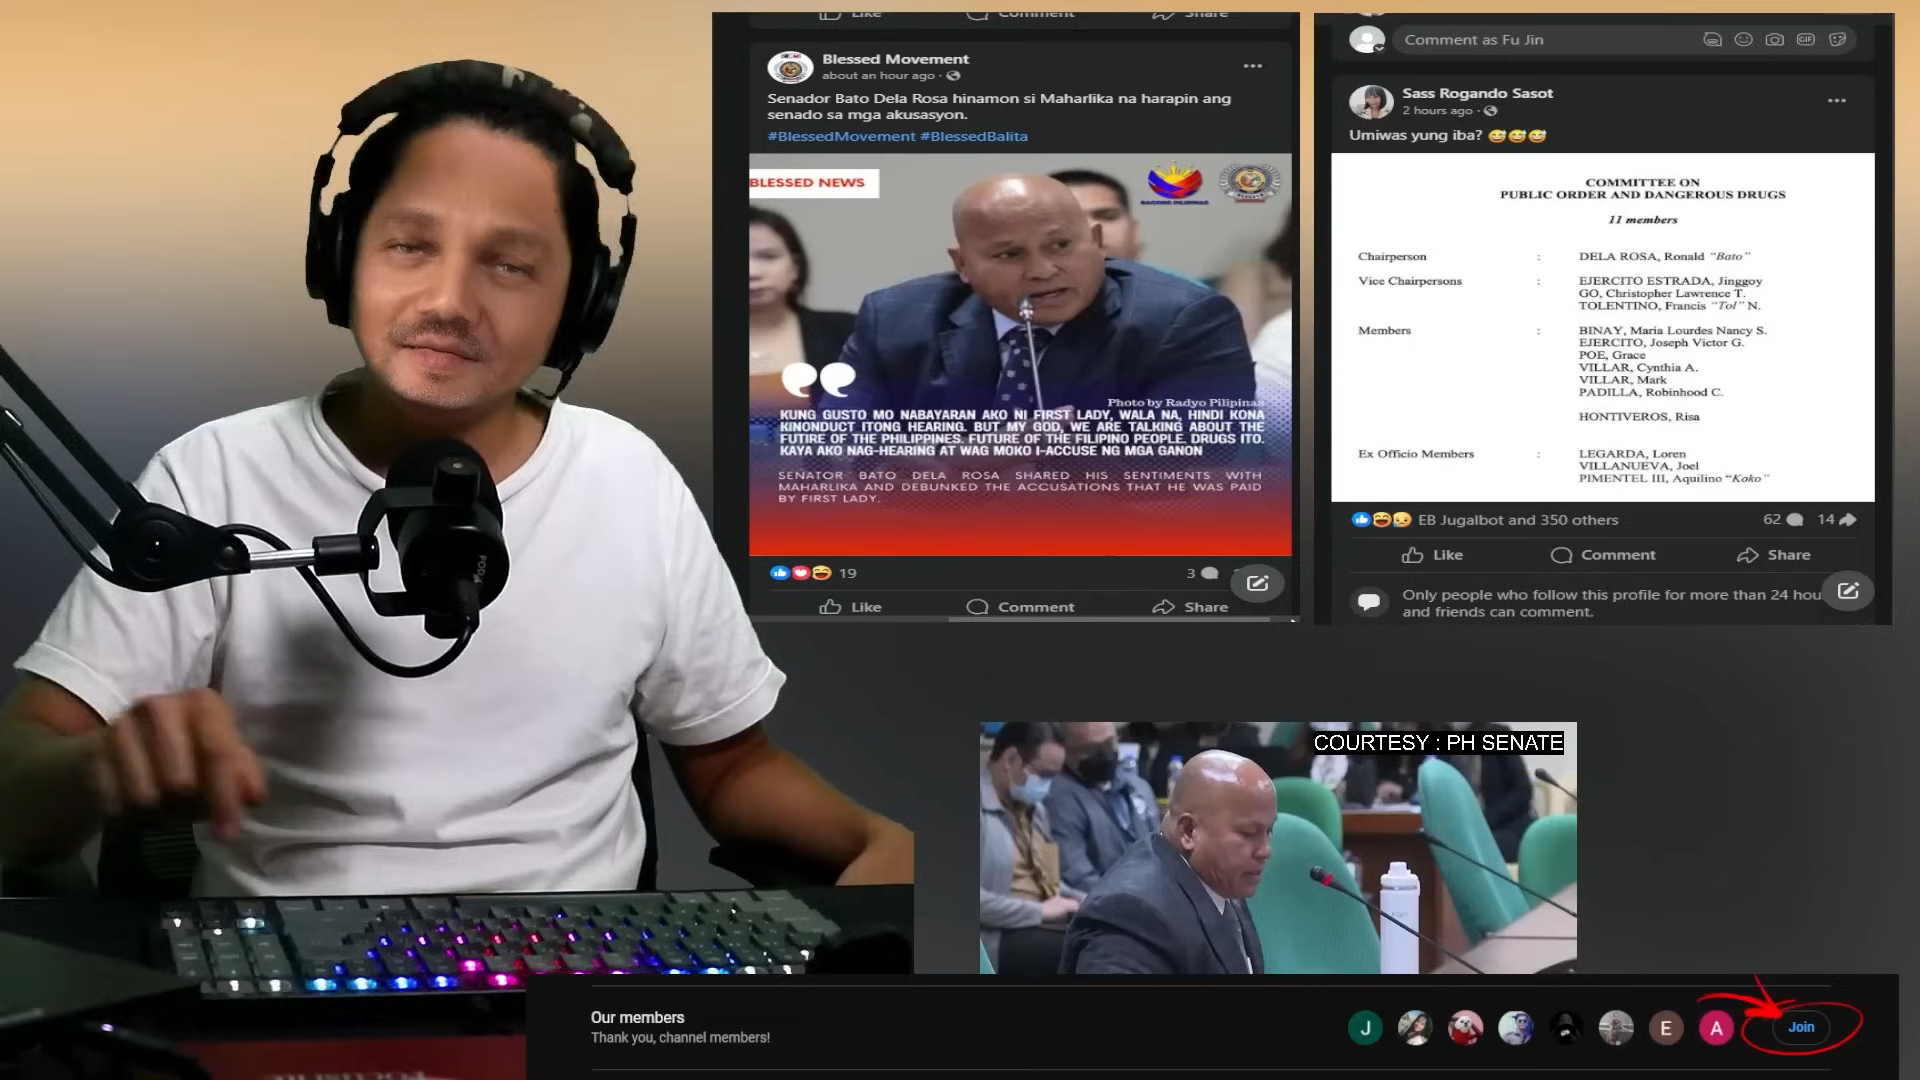 Like
Comment
Share
Blessed Movement
about an hour ago
Senador Bato Dela Rosa hinamon si Maharlika na harapin ang
senado sa mga akusasyon.
#BlessedMovement #BlessedBalita
BLESSED NEWS
Photo by Radyo Pilipinas
KUNG GUSTO MO NABAYARAN AKO NI FIRST LADY, WALA NA, HINDI KONA
KINONDUCT ITONG HEARING. BUT MY GOD, WE ARE TALKING ABOUT THE
FUTIRE OF THE PHILIPPINES. FUTURE OF THE FILIPINO PEOPLE. DRUGS ITO.
KAYA AKO NAG-HEARING AT WAG MOKO I-ACCUSE NG MGA GANON
SENATOR BATO DELA ROSA SHARED HIS SENTIMENTS WITH
MAHARLIKA AND DEBUNKED THE ACCUSATIONS THAT HE WAS PAID
BY FIRST LADY.
19
3
Like
Comment
Share
Comment as Fu Jin
GIF
Sass Rogando Sasot
2 hours ago
Umiwas yung iba? 😅😅😅
COMMITTEE ON
PUBLIC ORDER AND DANGEROUS DRUGS
11 members
Chairperson : DELA ROSA, Ronald "Bato"
Vice Chairpersons : EJERCITO ESTRADA, Jinggoy
GO, Christopher Lawrence T.
TOLENTINO, Francis "Tol" N.
Members : BINAY, Maria Lourdes Nancy S.
EJERCITO, Joseph Victor G.
POE, Grace
VILLAR, Cynthia A.
VILLAR, Mark
PADILLA, Robinhood C.
HONTIVEROS, Risa
Ex Officio Members : LEGARDA, Loren
VILLANUEVA, Joel
PIMENTEL III, Aquilino "Koko"
EB Jugalbot and 350 others
62
14
Like
Comment
Share
Only people who follow this profile for more than 24
and friends can comment.
COURTESY : PH SENATE
Our members
Thank you, channel members!
J
E
A
Join